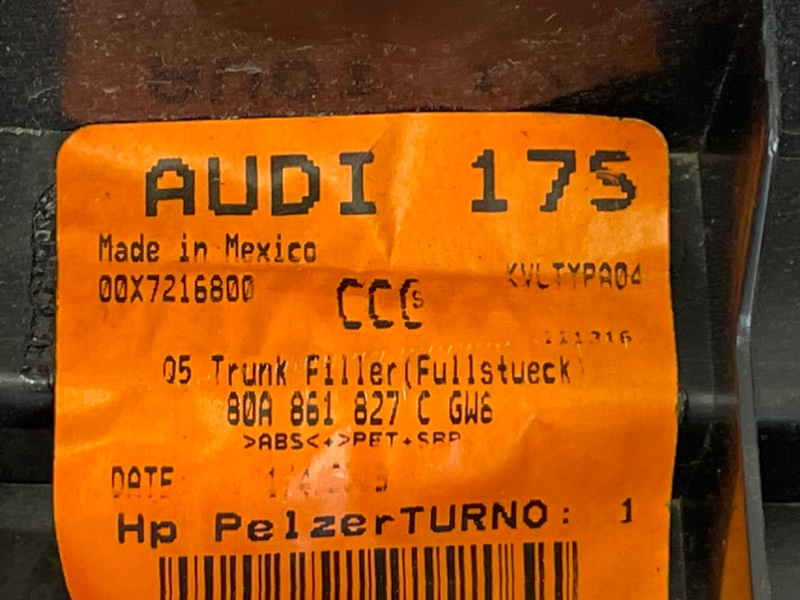 AUDI 175
Made in Mexico
00X7216800
KVLTYPA04
Q5 Trunk Filler(Fullstueck
80A 861 827 C GW6
>ABS<+>PET+SBR
DATE
Hp PelzerTURNO: 1